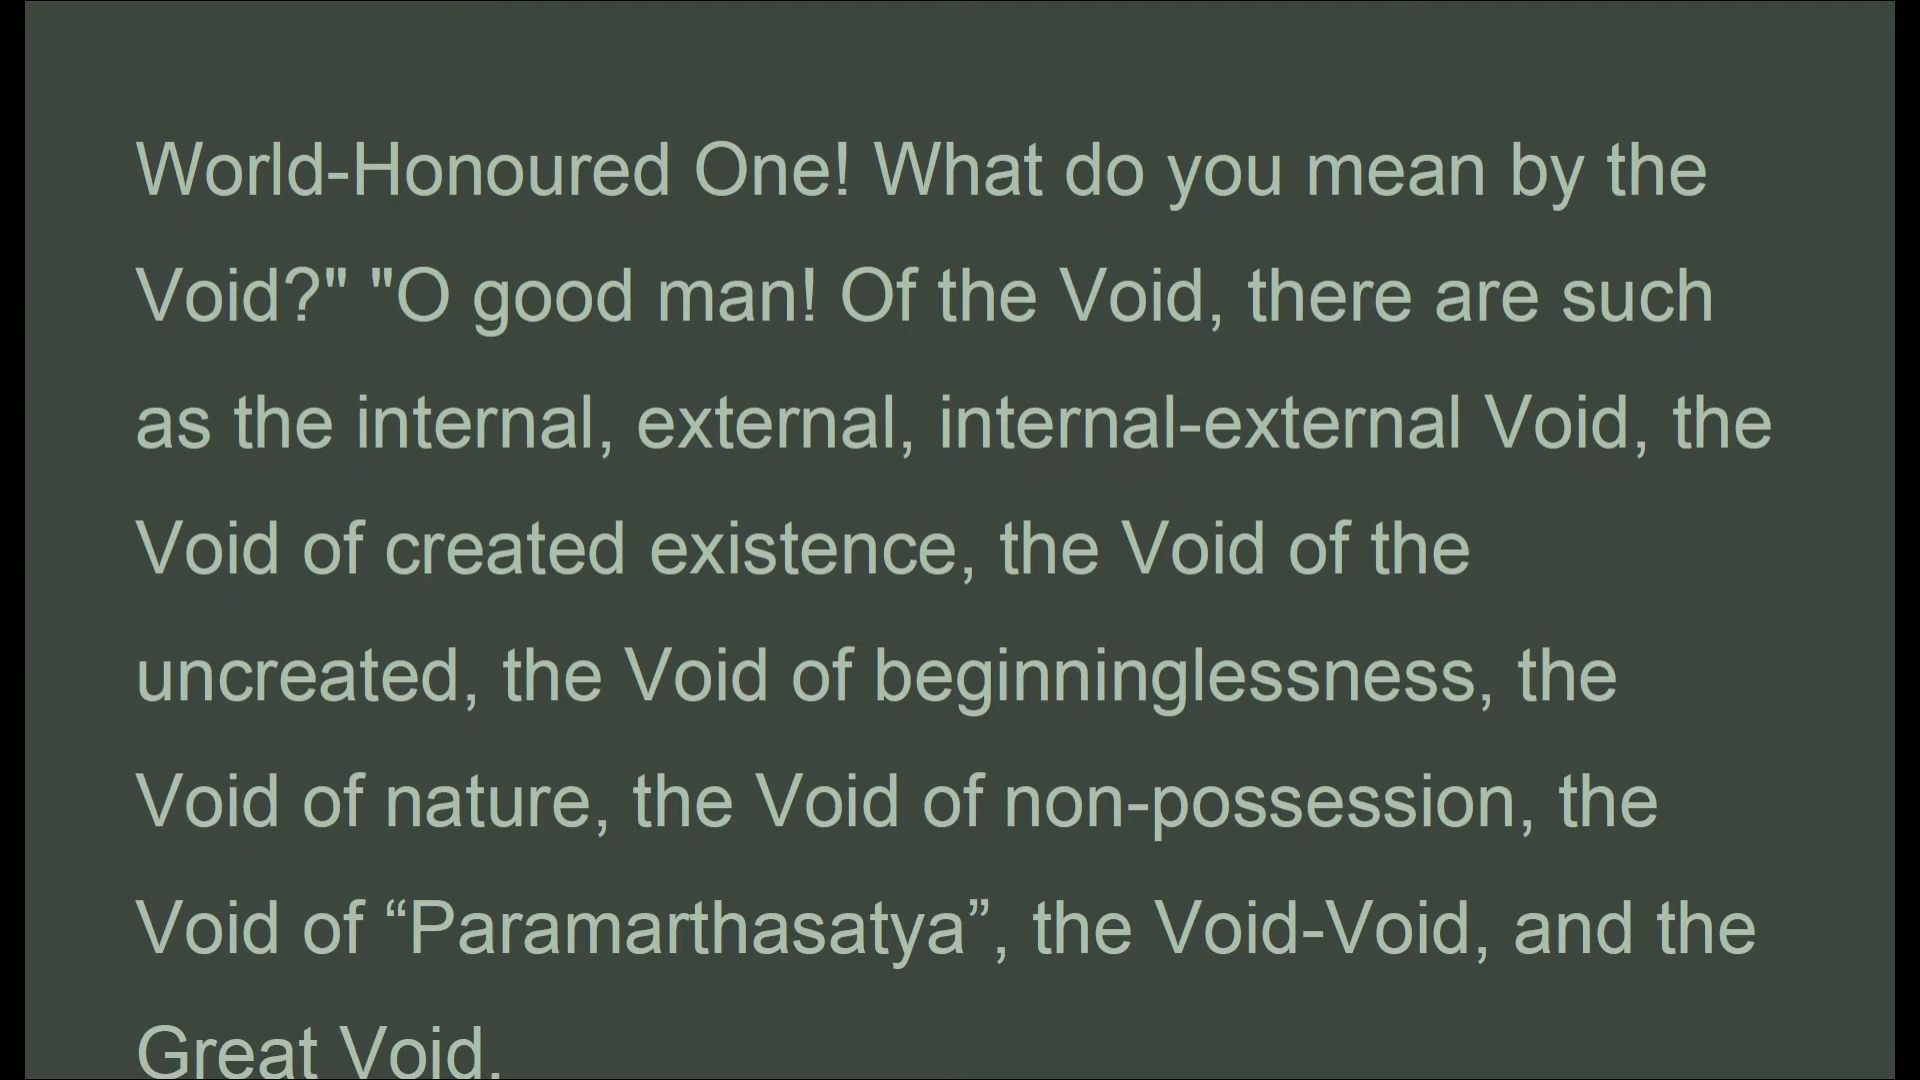 World-Honoured One! What do you mean by the
Void?" "O good man! Of the Void, there are such
as the internal, external, internal-external Void, the
Void of created existence, the Void of the
uncreated, the Void of beginninglessness, the
Void of nature, the Void of non-possession, the
Void of “Paramarthasatya”, the Void-Void, and the
Great Void.